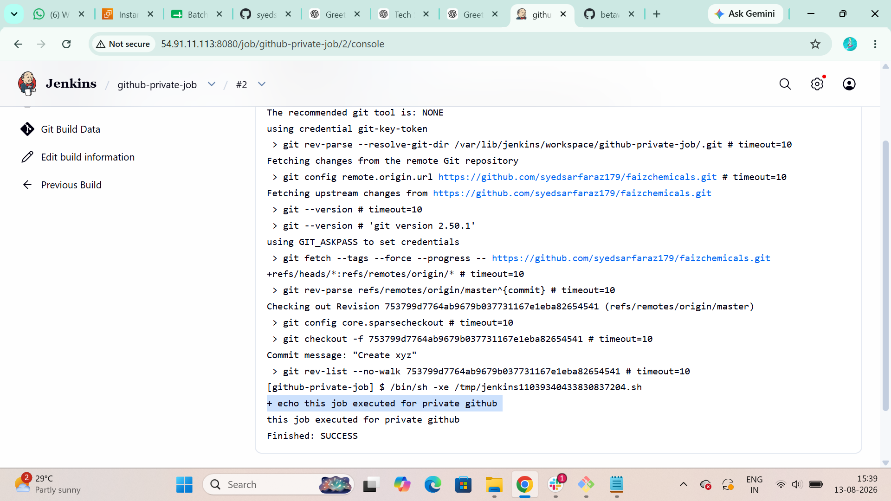 (6) W
Instan
Batch
syeds
Greet
Tech
Greet
githu
betaw
Ask Gemini
Not secure
54.91.11.113:8080/job/github-private-job/2/console
Jenkins / github-private-job / #2
Git Build Data
Edit build information
Previous Build
The recommended git tool is: NONE
using credential git-key-token
> git rev-parse --resolve-git-dir /var/lib/jenkins/workspace/github-private-job/.git # timeout=10
Fetching changes from the remote Git repository
> git config remote.origin.url https://github.com/syedsarfaraz179/faizchemicals.git # timeout=10
Fetching upstream changes from https://github.com/syedsarfaraz179/faizchemicals.git
> git --version # timeout=10
> git --version # 'git version 2.50.1'
using GIT_ASKPASS to set credentials
> git fetch --tags --force --progress -- https://github.com/syedsarfaraz179/faizchemicals.git
+refs/heads/*:refs/remotes/origin/* # timeout=10
> git rev-parse refs/remotes/origin/master^{commit} # timeout=10
Checking out Revision 753799d7764ab9679b037731167e1eba82654541 (refs/remotes/origin/master)
> git config core.sparsecheckout # timeout=10
> git checkout -f 753799d7764ab9679b037731167e1eba82654541 # timeout=10
Commit message: "Create xyz"
> git rev-list --no-walk 753799d7764ab9679b037731167e1eba82654541 # timeout=10
[github-private-job] $ /bin/sh -xe /tmp/jenkins11039340433830837204.sh
+ echo this job executed for private github
this job executed for private github
Finished: SUCCESS
2
29°C
Partly sunny
Search
1
ENG
IN
15:39
13-08-2026